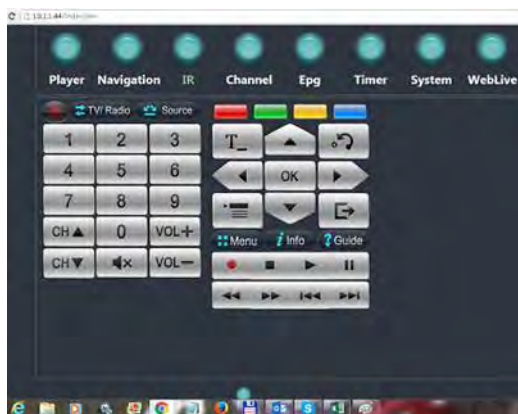 Player Navigation IR Channel Epg Timer System WebLive
TV/ Radio Source
1 2 3
4 5 6
7 8 9
CH 0 VOL+
CH VOL-
T_
OK
Menu Info Guide